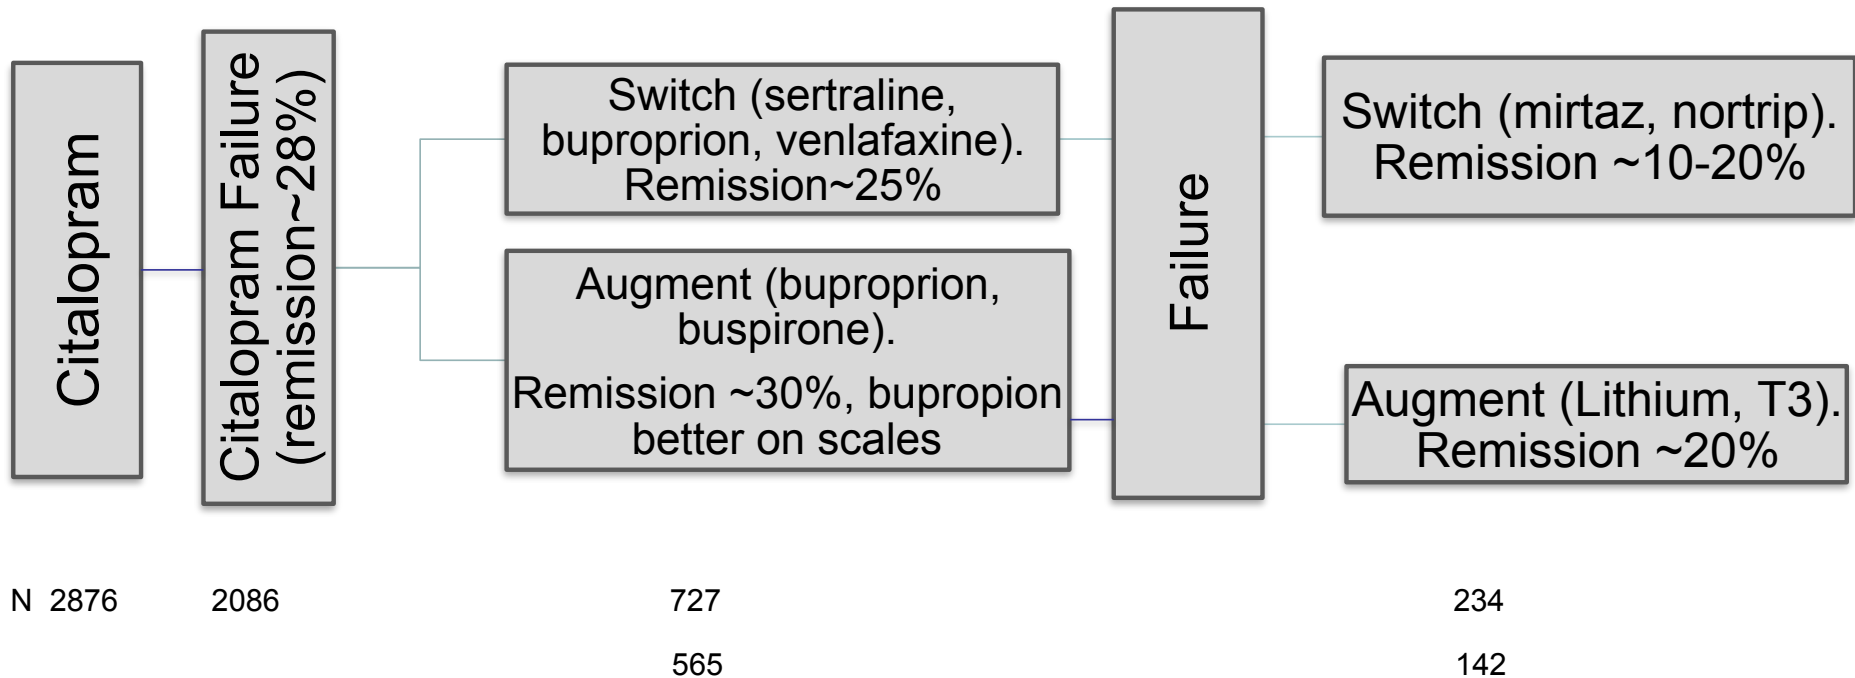 Citalopram
Citalopram Failure
(remission~28%)
Switch (sertraline,
buproprion, venlafaxine).
Remission~25%
Augment (buproprion,
buspirone).
Remission ~30%, bupropion
better on scales
Failure
Switch (mirtaz, nortrip).
Remission ~10-20%
Augment (Lithium, T3).
Remission ~20%
N 2876 2086 727 234
565 142